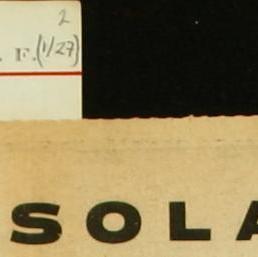 2
. F. (1/27)
SOLA